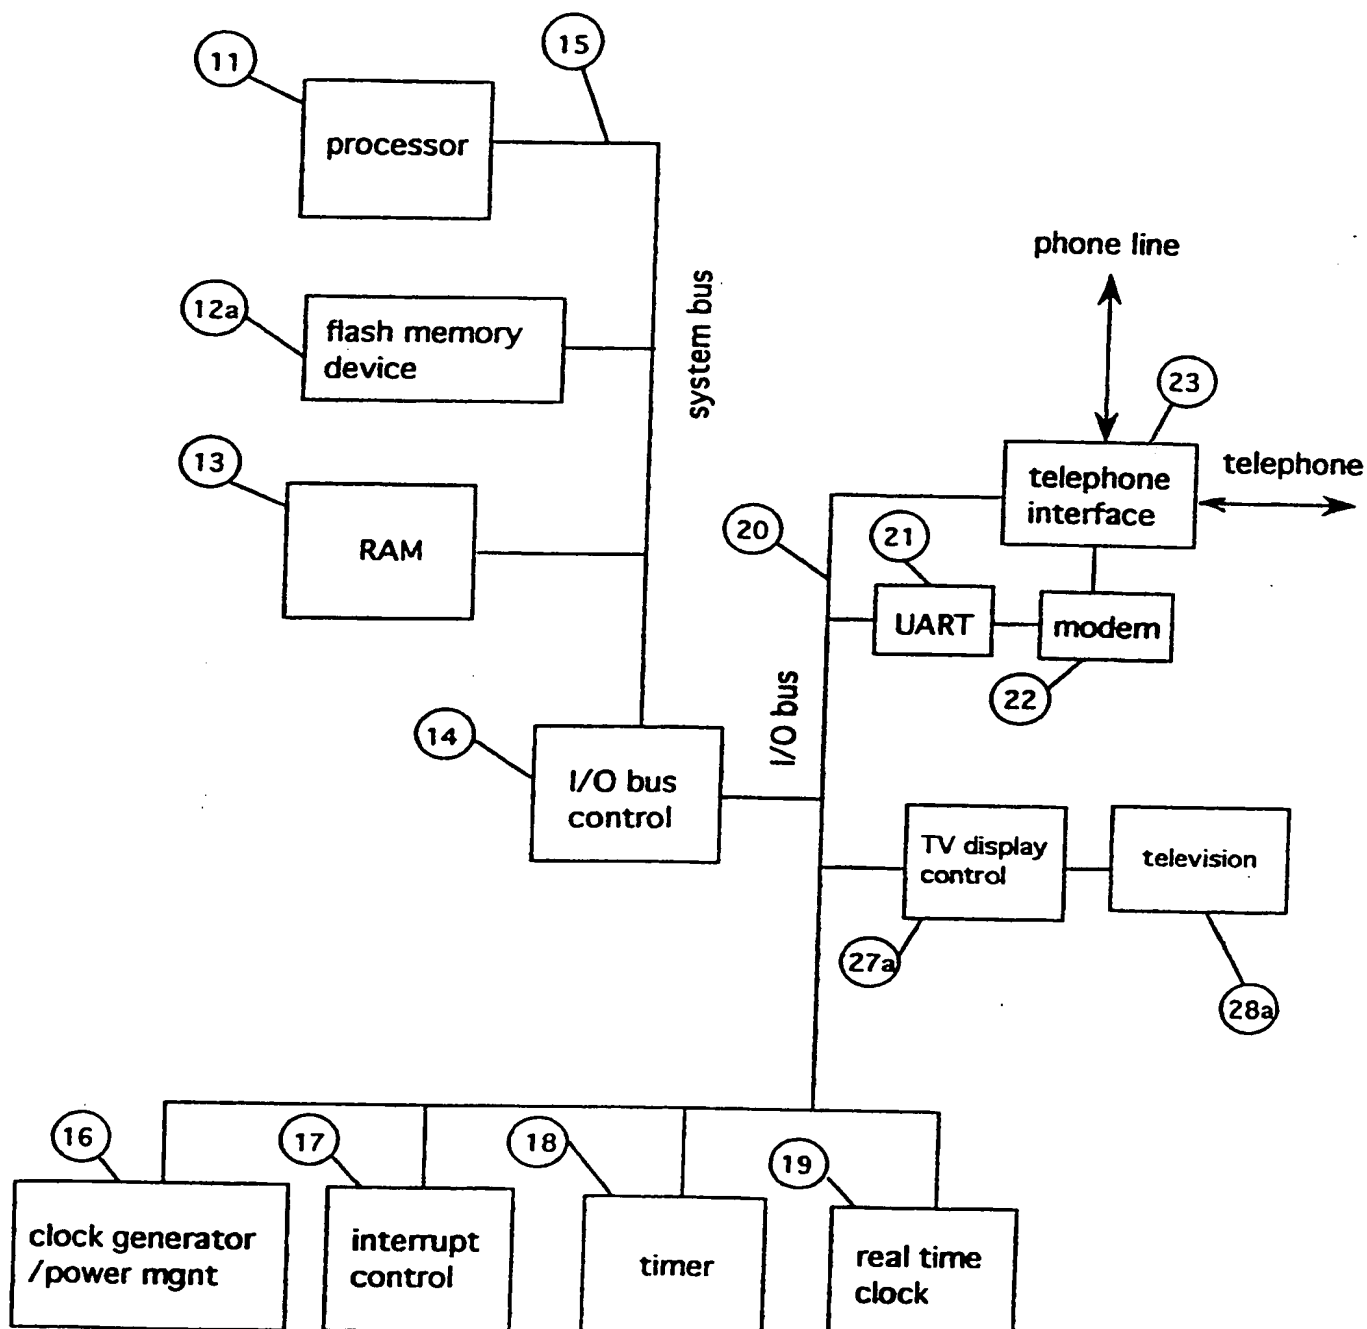 11
15
processor
phone line
12a
flash memory
device
system bus
23
13
RAM
telephone
interface
telephone
20
21
UART
modem
22
14
I/O bus
control
I/O bus
TV display
control
television
27a
28a
16
17
18
19
clock generator
/power mgnt
interrupt
control
timer
real time
clock